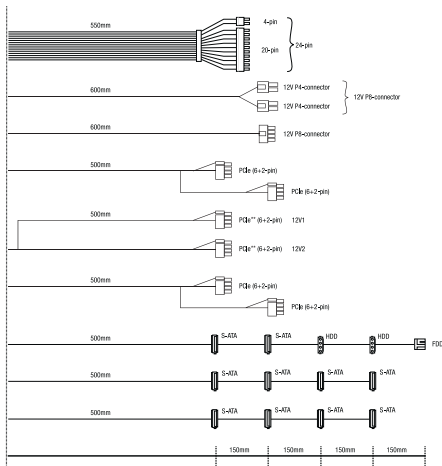 550mm
4-pin
20-pin
24-pin
600mm
12V P4-connector
12V P4-connector
12V P8-connector
600mm
12V P8-connector
500mm
PCIe (6+2-pin)
PCIe (6+2-pin)
500mm
PCIe** (6+2-pin) 12V1
PCIe** (6+2-pin) 12V2
500mm
PCIe (6+2-pin)
PCIe (6+2-pin)
500mm S-ATA S-ATA HDD HDD FDD
500mm S-ATA S-ATA S-ATA S-ATA
500mm S-ATA S-ATA S-ATA S-ATA
150mm 150mm 150mm 150mm